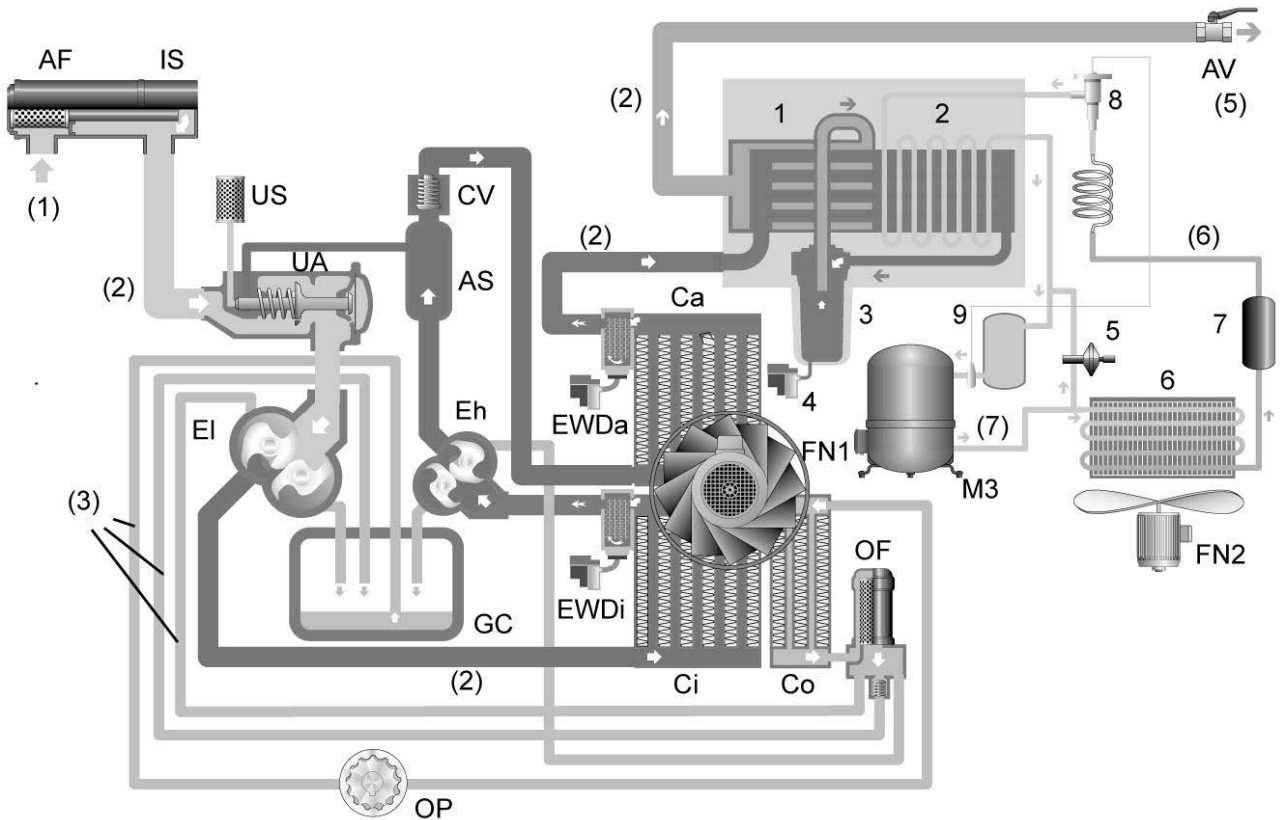 AF
IS
AV
(5)
(2)
1
2
8
(1)
US
CV
(2)
(6)
UA
AS
(2)
Ca
3
9
5
7
4
6
EWDa
El
Eh
FN1
(7)
M3
(3)
OF
FN2
EWDi
GC
(2)
Ci
Co
OP